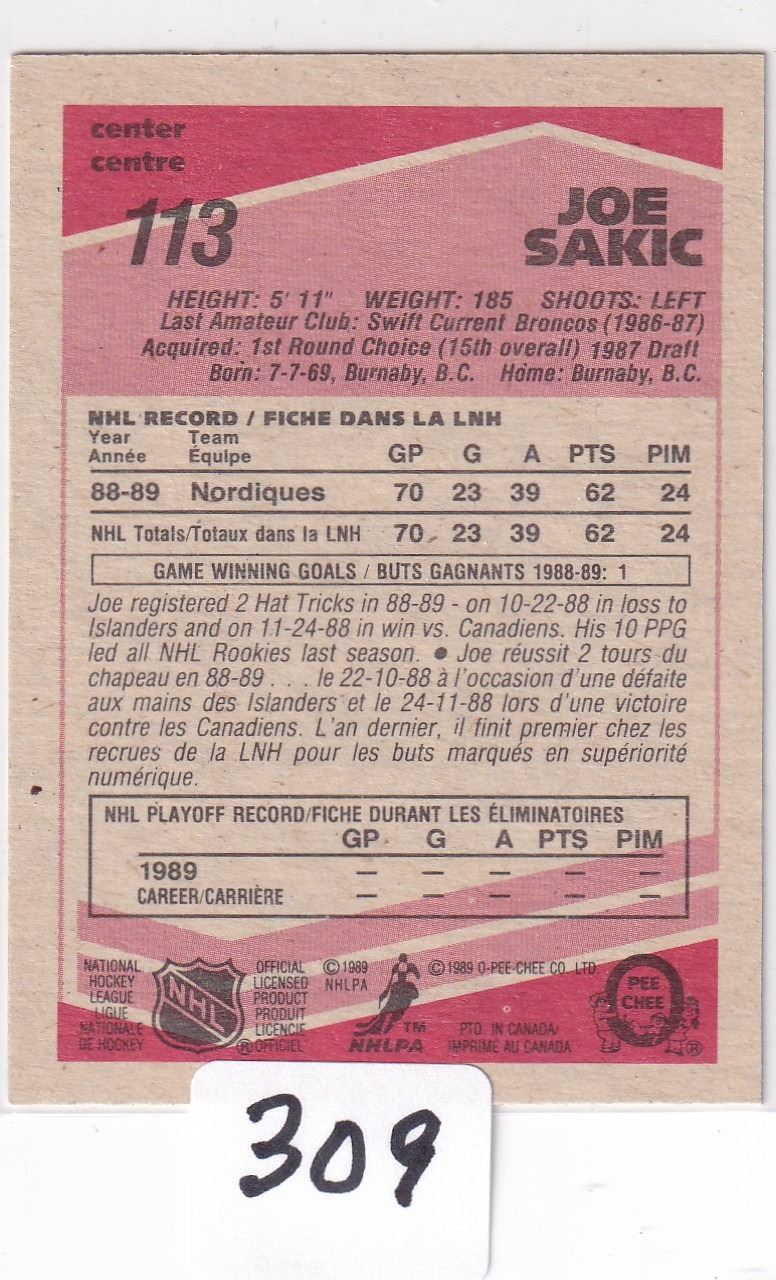 center
centre
113
JOE
SAKIC
HEIGHT: 5' 11" WEIGHT: 185 SHOOTS: LEFT
Last Amateur Club: Swift Current Broncos (1986-87)
Acquired: 1st Round Choice (15th overall) 1987 Draft
Born: 7-7-69, Burnaby, B.C. Home: Burnaby, B.C.
NHL RECORD / FICHE DANS LA LNH
Year Team
Année Équipe GP G A PTS PIM
88-89 Nordiques 70 23 39 62 24
NHL Totals/Totaux dans la LNH 70 23 39 62 24
GAME WINNING GOALS / BUTS GAGNANTS 1988-89: 1
Joe registered 2 Hat Tricks in 88-89 - on 10-22-88 in loss to
Islanders and on 11-24-88 in win vs. Canadiens. His 10 PPG
led all NHL Rookies last season. ● Joe réussit 2 tours du
chapeau en 88-89 . . . le 22-10-88 à l'occasion d'une défaite
aux mains des Islanders et le 24-11-88 lors d'une victoire
contre les Canadiens. L'an dernier, il finit premier chez les
recrues de la LNH pour les buts marqués en supériorité
numérique.
NHL PLAYOFF RECORD/FICHE DURANT LES ÉLIMINATOIRES
GP G A PTS PIM
1989 — — — — —
CAREER/CARRIÈRE — — — — —
NATIONAL
HOCKEY
LEAGUE
LIGUE
NATIONALE
DE HOCKEY
NHL
®
OFFICIAL
LICENSED
PRODUCT
PRODUIT
LICENCIE
OFFICIEL
© 1989
NHLPA
TM
NHLPA
© 1989 O-PEE-CHEE CO. LTD.
PTD. IN CANADA/
IMPRIMÉ AU CANADA
PEE
CHEE
®
309